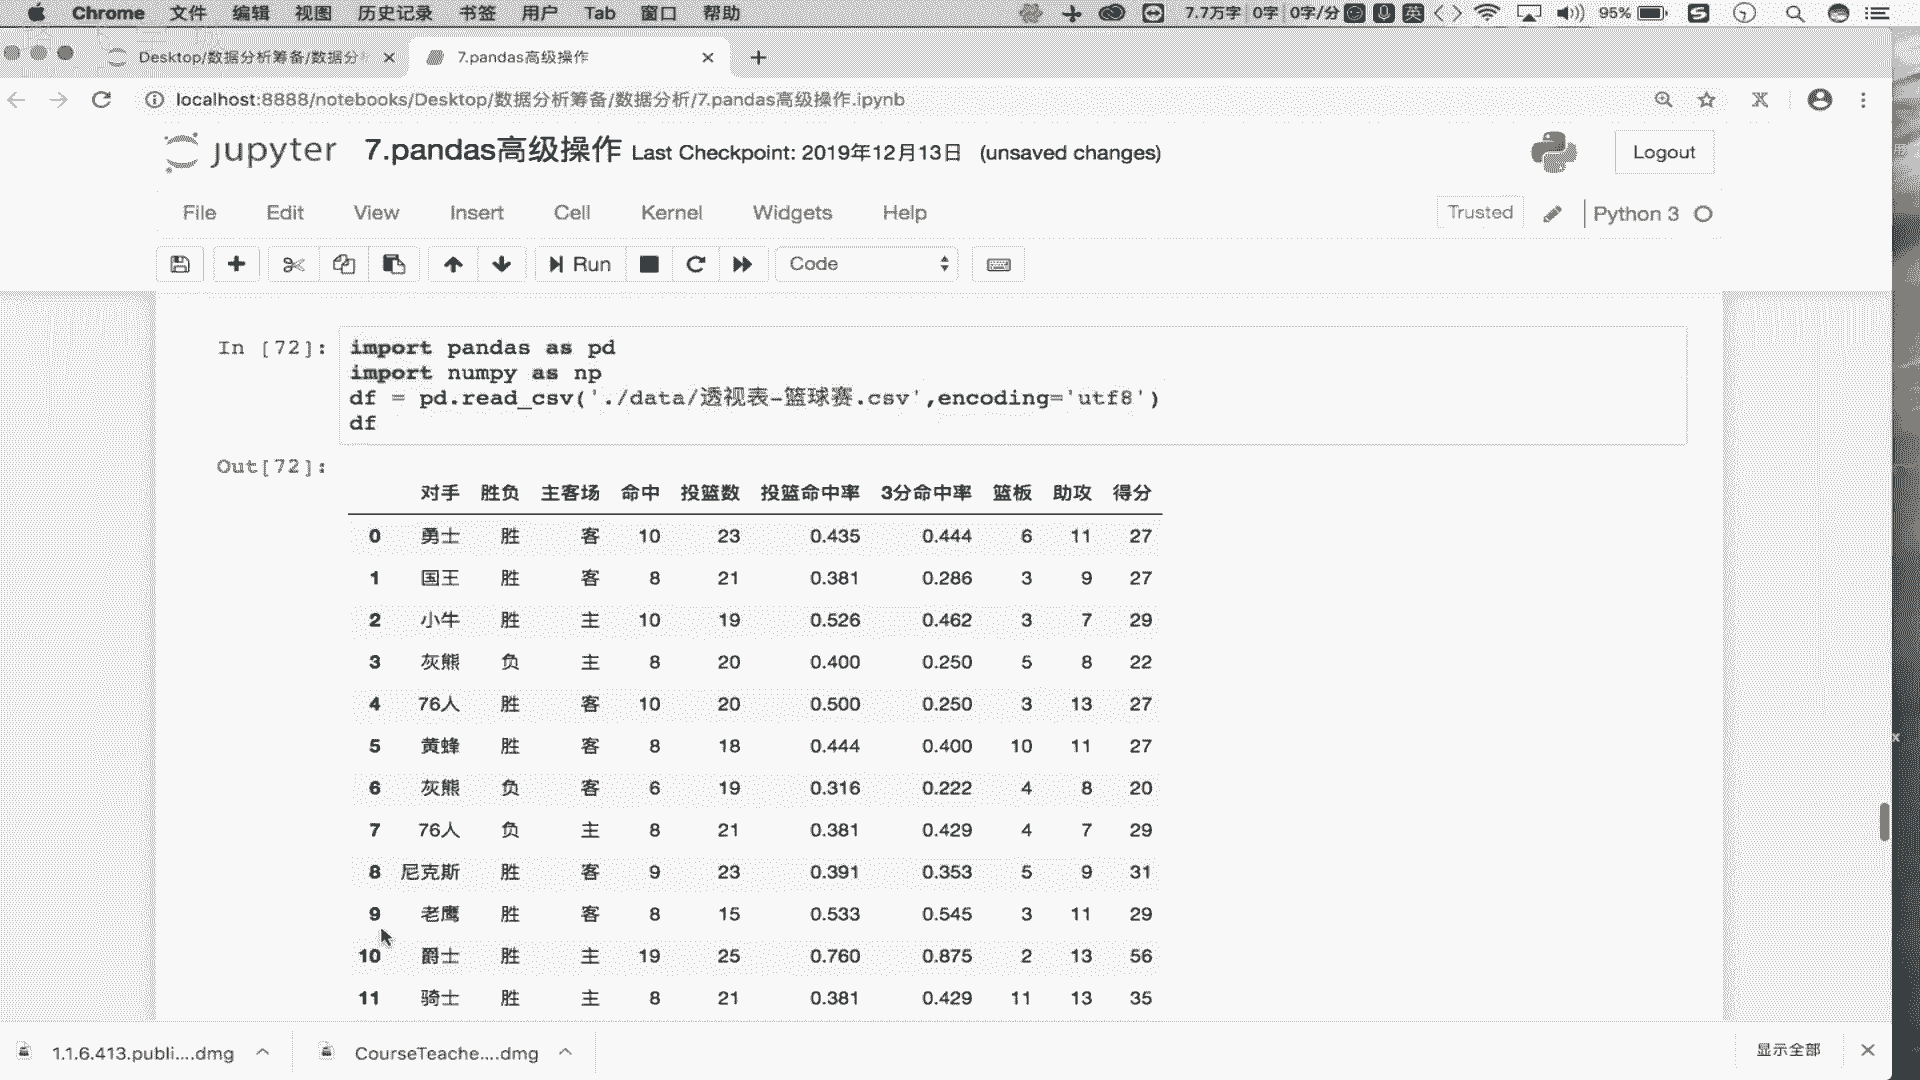 Chrome 文件 编辑 视图 历史记录 书签 用户 Tab 窗口 帮助 7.7万字 0字 0字/分 英 95%
Desktop/数据分析筹备/数据分 7.pandas高级操作
localhost:8888/notebooks/Desktop/数据分析筹备/数据分析/7.pandas高级操作.ipynb
jupyter 7.pandas高级操作 Last Checkpoint: 2019年12月13日 (unsaved changes) Logout
File Edit View Insert Cell Kernel Widgets Help Trusted Python 3
Run Code
In [72]: import pandas as pd
import numpy as np
df = pd.read_csv('./data/透视表-篮球赛.csv',encoding='utf8')
df
Out[72]:
对手 胜负 主客场 命中 投篮数 投篮命中率 3分命中率 篮板 助攻 得分
0 勇士 胜 客 10 23 0.435 0.444 6 11 27
1 国王 胜 客 8 21 0.381 0.286 3 9 27
2 小牛 胜 主 10 19 0.526 0.462 3 7 29
3 灰熊 负 主 8 20 0.400 0.250 5 8 22
4 76人 胜 客 10 20 0.500 0.250 3 13 27
5 黄蜂 胜 客 8 18 0.444 0.400 10 11 27
6 灰熊 负 客 6 19 0.316 0.222 4 8 20
7 76人 负 主 8 21 0.381 0.429 4 7 29
8 尼克斯 胜 客 9 23 0.391 0.353 5 9 31
9 老鹰 胜 客 8 15 0.533 0.545 3 11 29
10 爵士 胜 主 19 25 0.760 0.875 2 13 56
11 骑士 胜 主 8 21 0.381 0.429 11 13 35
1.1.6.413.publi....dmg CourseTeache....dmg 显示全部